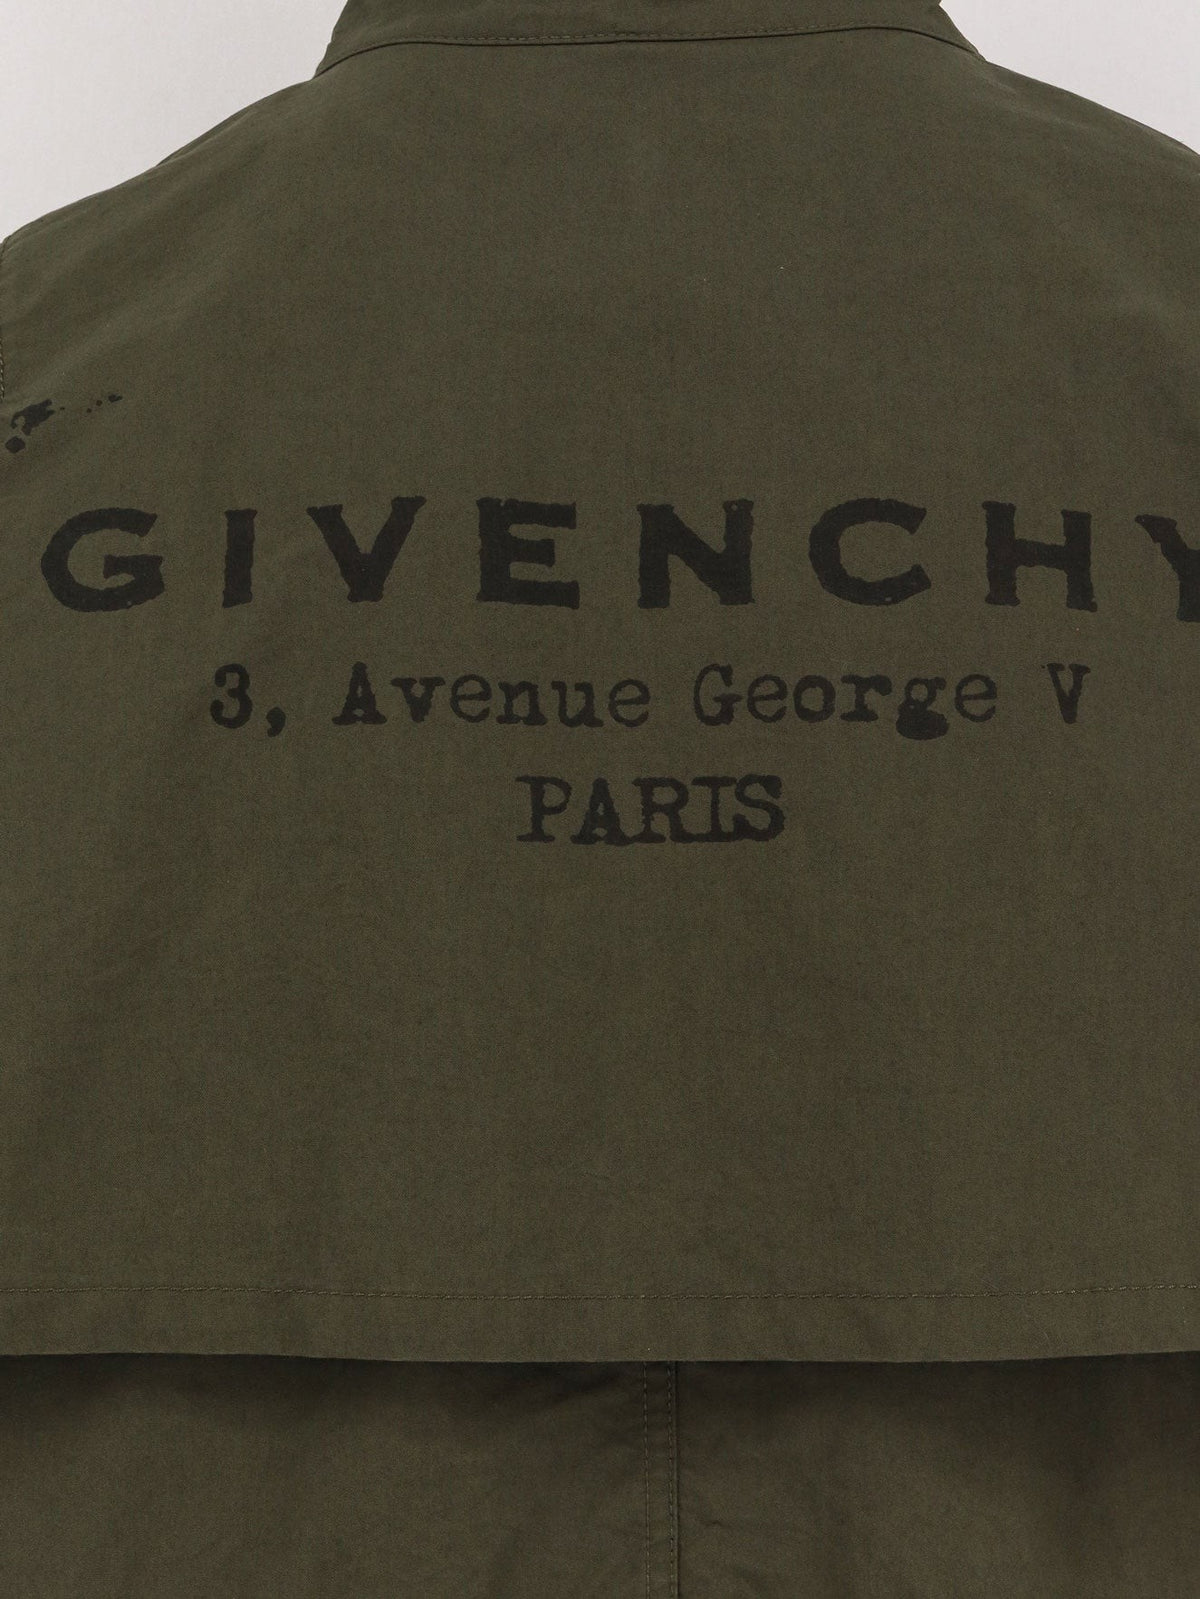 GIVENCHY
3, Avenue George V
PARIS